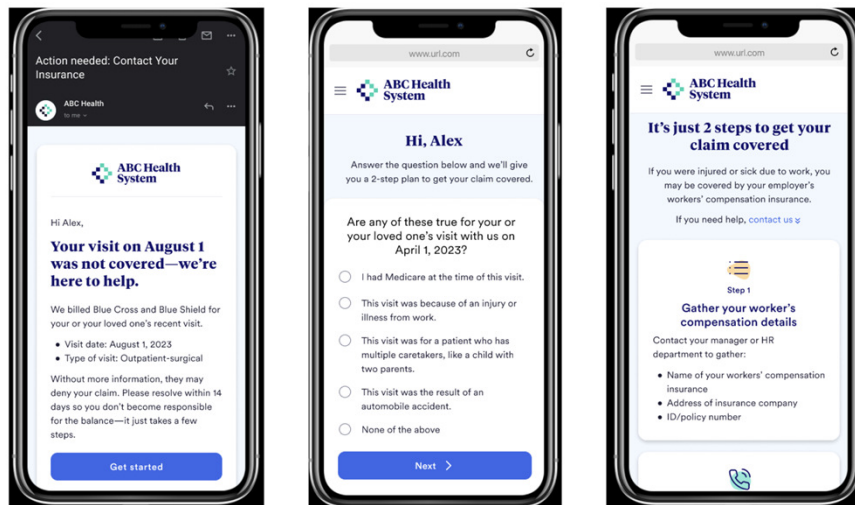 Action needed: Contact Your
Insurance
ABC Health
to me
ABC Health
System
Hi Alex,
Your visit on August 1
was not covered—we're
here to help.
We billed Blue Cross and Blue Shield for
your or your loved one's recent visit.
• Visit date: August 1, 2023
• Type of visit: Outpatient-surgical
Without more information, they may
deny your claim. Please resolve within 14
days so you don't become responsible
for the balance—it just takes a few
steps.
Get started
www.url.com
ABC Health
System
Hi, Alex
Answer the question below and we'll give
you a 2-step plan to get your claim covered.
Are any of these true for your or
your loved one's visit with us on
April 1, 2023?
I had Medicare at the time of this visit.
This visit was because of an injury or
illness from work.
This visit was for a patient who has
multiple caretakers, like a child with
two parents.
This visit was the result of an
automobile accident.
None of the above
Next
www.url.com
ABC Health
System
It's just 2 steps to get your
claim covered
If you were injured or sick due to work, you
may be covered by your employer's
workers' compensation insurance.
If you need help, contact us
Step 1
Gather your worker's
compensation details
Contact your manager or HR
department to gather:
• Name of your workers' compensation
insurance
• Address of insurance company
• ID/policy number